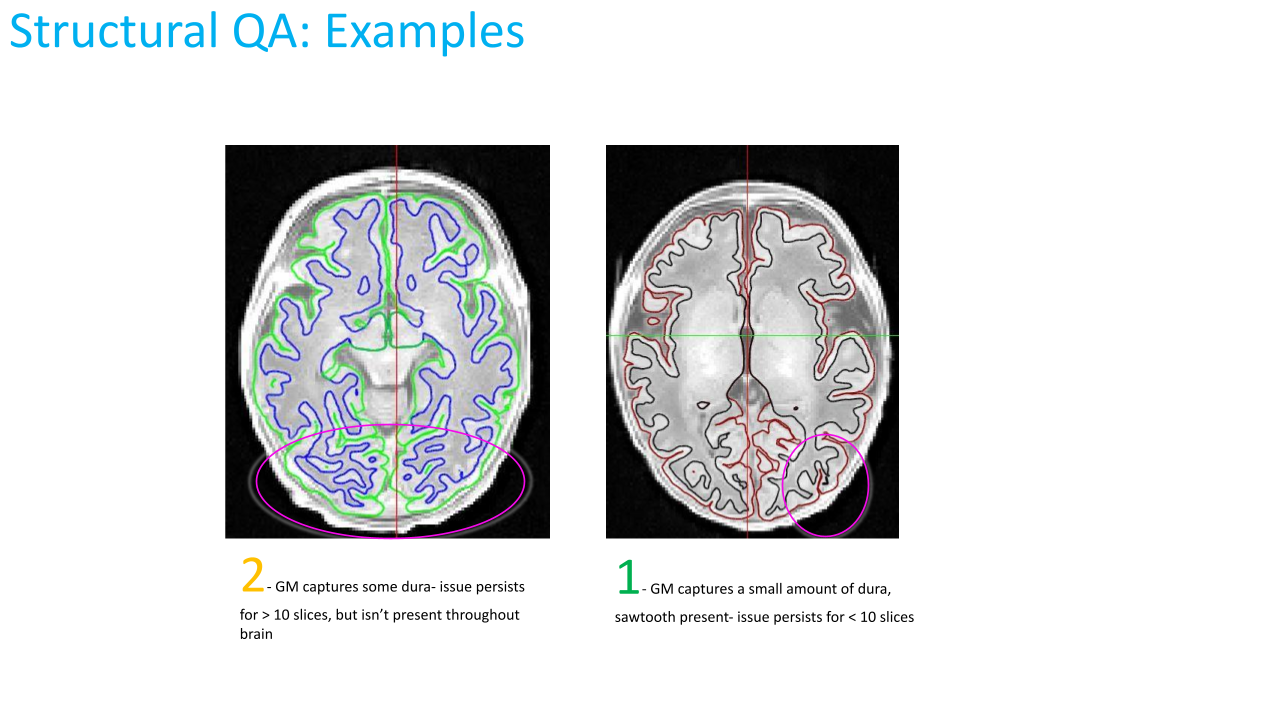 Structural QA: Examples
2- GM captures some dura- issue persists
for > 10 slices, but isn’t present throughout
brain
1- GM captures a small amount of dura,
sawtooth present- issue persists for < 10 slices